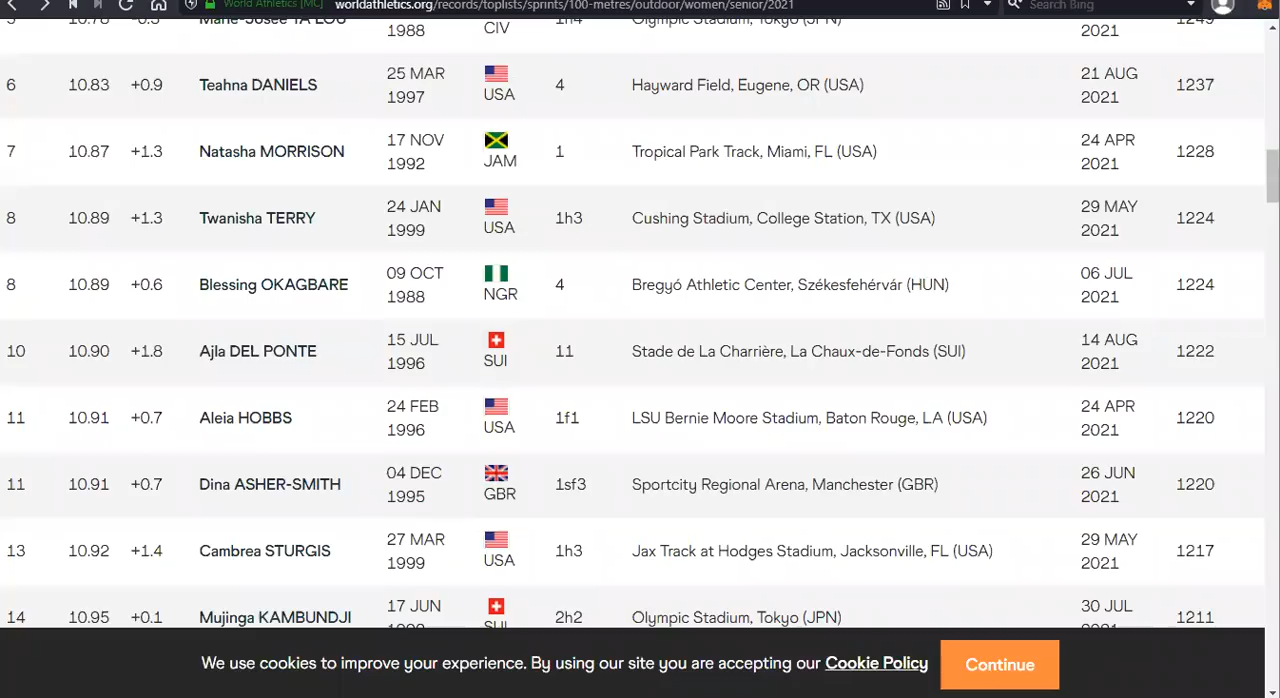 World Athletics [MC] worldathletics.org/records/toplists/sprints/100-metres/outdoor/women/senior/2021 Search Bing
Marie-Josée TA LOU 1988 CIV 1h4 Olympic Stadium, Tokyo (JPN) 2021 1249
6 10.83 +0.9 Teahna DANIELS 25 MAR 1997 USA 4 Hayward Field, Eugene, OR (USA) 21 AUG 2021 1237
7 10.87 +1.3 Natasha MORRISON 17 NOV 1992 JAM 1 Tropical Park Track, Miami, FL (USA) 24 APR 2021 1228
8 10.89 +1.3 Twanisha TERRY 24 JAN 1999 USA 1h3 Cushing Stadium, College Station, TX (USA) 29 MAY 2021 1224
8 10.89 +0.6 Blessing OKAGBARE 09 OCT 1988 NGR 4 Bregyó Athletic Center, Székesfehérvár (HUN) 06 JUL 2021 1224
10 10.90 +1.8 Ajla DEL PONTE 15 JUL 1996 SUI 1f1 Stade de La Charrière, La Chaux-de-Fonds (SUI) 14 AUG 2021 1222
11 10.91 +0.7 Aleia HOBBS 24 FEB 1996 USA 1f1 LSU Bernie Moore Stadium, Baton Rouge, LA (USA) 24 APR 2021 1220
11 10.91 +0.7 Dina ASHER-SMITH 04 DEC 1995 GBR 1sf3 Sportcity Regional Arena, Manchester (GBR) 26 JUN 2021 1220
13 10.92 +1.4 Cambrea STURGIS 27 MAR 1999 USA 1h3 Jax Track at Hodges Stadium, Jacksonville, FL (USA) 29 MAY 2021 1217
14 10.95 +0.1 Mujinga KAMBUNDJI 17 JUN SUI 2h2 Olympic Stadium, Tokyo (JPN) 30 JUL 1211
We use cookies to improve your experience. By using our site you are accepting our Cookie Policy Continue